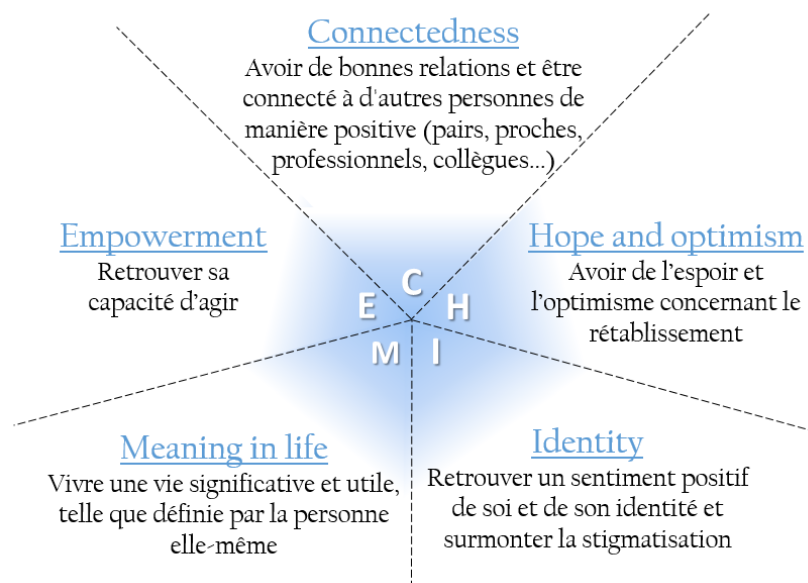 Connectedness
Avoir de bonnes relations et être
connecté à d'autres personnes de
manière positive (pairs, proches,
professionnels, collègues...)
Empowerment
Retrouver sa
capacité d'agir
Hope and optimism
Avoir de l'espoir et
l'optimisme concernant le
rétablissement
C
E
H
M
I
Meaning in life
Vivre une vie significative et utile,
telle que définie par la personne
elle-même
Identity
Retrouver un sentiment positif
de soi et de son identité et
surmonter la stigmatisation